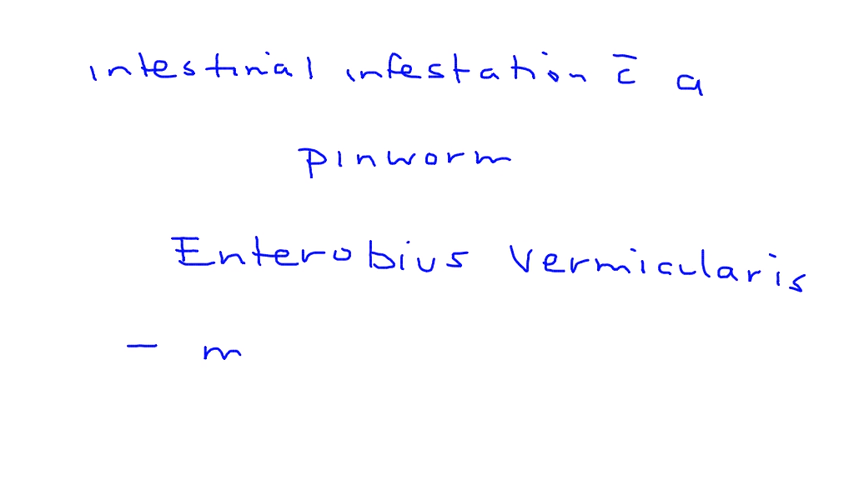 intestinal infestation c̄ a
pinworm
Enterobius vermicularis
– m